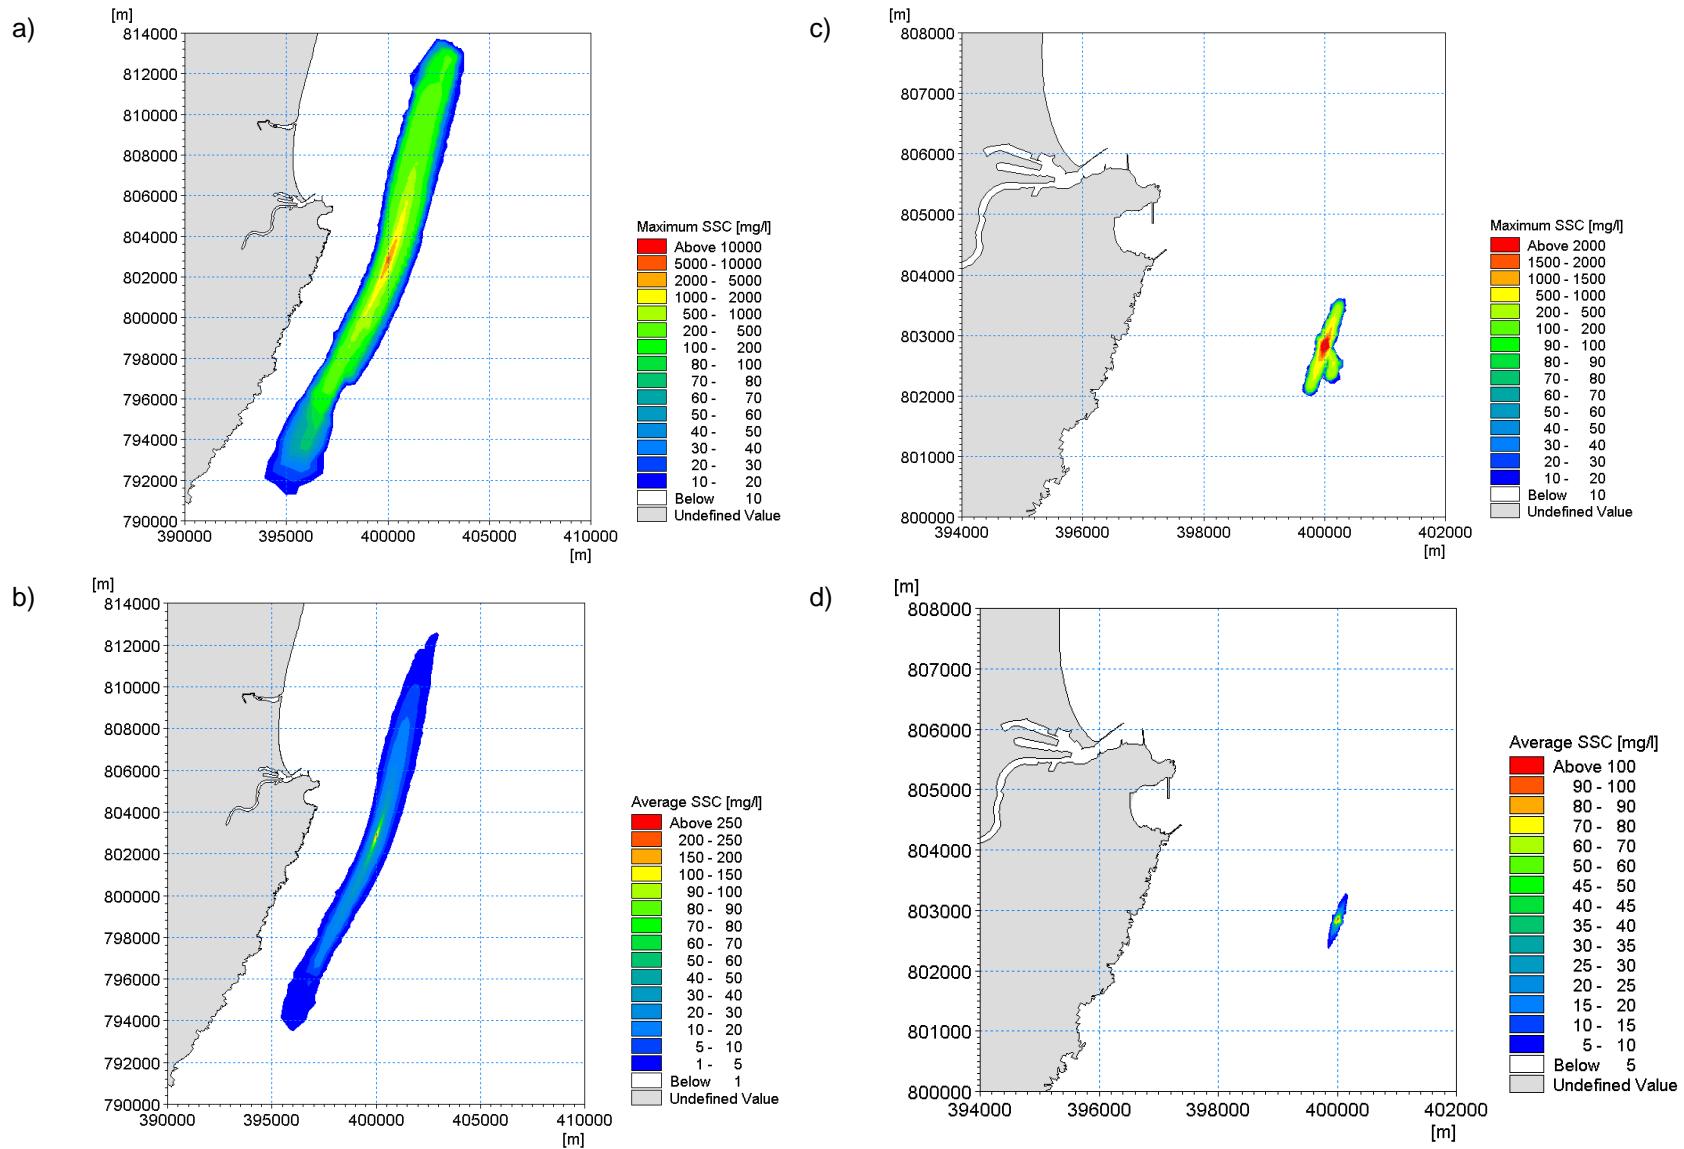 a)
[m]
814000
812000
810000
808000
806000
804000
802000
800000
798000
796000
794000
792000
790000
390000 395000 400000 405000 410000
[m]
Maximum SSC [mg/l]
Above 10000
5000 - 10000
2000 - 5000
1000 - 2000
500 - 1000
200 - 500
100 - 200
80 - 100
70 - 80
60 - 70
50 - 60
40 - 50
30 - 40
20 - 30
10 - 20
Below 10
Undefined Value
c)
[m]
808000
807000
806000
805000
804000
803000
802000
801000
800000
394000 396000 398000 400000 402000
[m]
Maximum SSC [mg/l]
Above 2000
1500 - 2000
1000 - 1500
500 - 1000
200 - 500
100 - 200
90 - 100
80 - 90
70 - 80
60 - 70
50 - 60
40 - 50
30 - 40
20 - 30
10 - 20
Below 10
Undefined Value
b)
[m]
814000
812000
810000
808000
806000
804000
802000
800000
798000
796000
794000
792000
790000
390000 395000 400000 405000 410000
[m]
Average SSC [mg/l]
Above 250
200 - 250
150 - 200
100 - 150
90 - 100
80 - 90
70 - 80
60 - 70
50 - 60
40 - 50
30 - 40
20 - 30
10 - 20
5 - 10
1 - 5
Below 1
Undefined Value
d)
[m]
808000
807000
806000
805000
804000
803000
802000
801000
800000
394000 396000 398000 400000 402000
[m]
Average SSC [mg/l]
Above 100
90 - 100
80 - 90
70 - 80
60 - 70
50 - 60
45 - 50
40 - 45
35 - 40
30 - 35
25 - 30
20 - 25
15 - 20
10 - 15
5 - 10
Below 5
Undefined Value